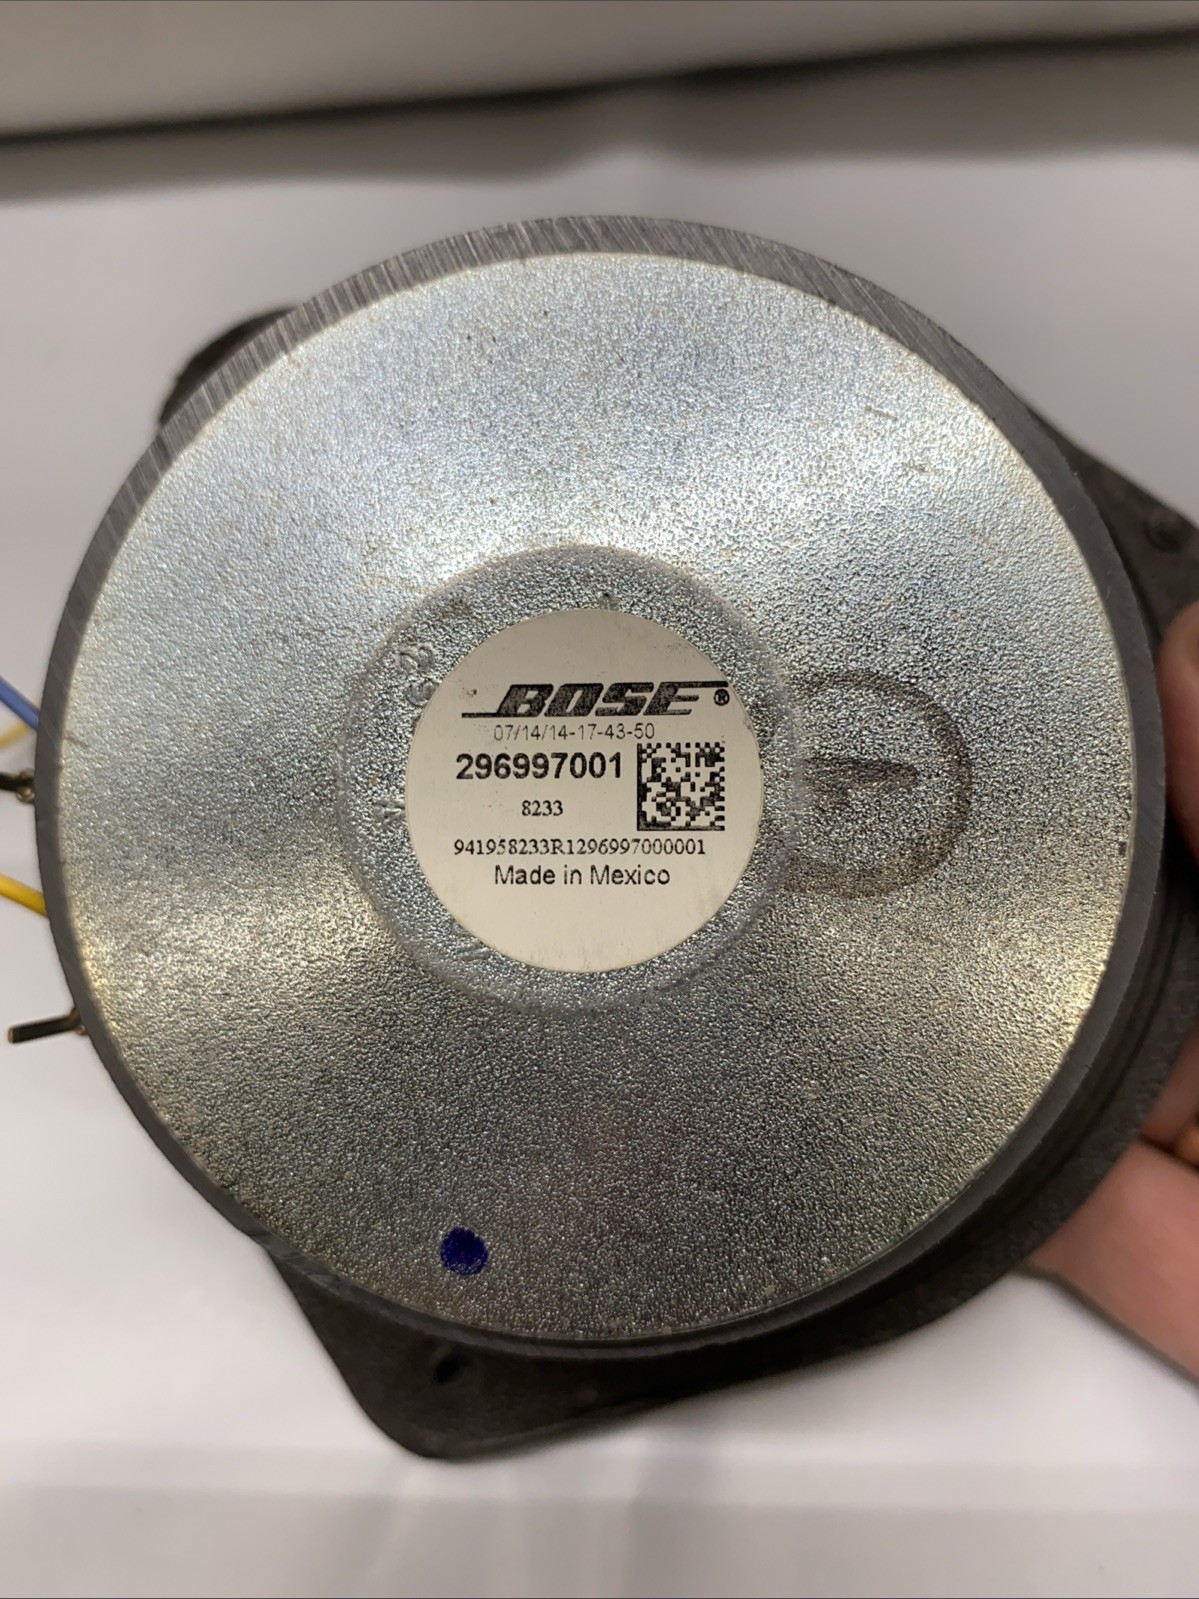 BOSE®
07/14/14-17-43-50
296997001
8233
941958233R1296997000001
Made in Mexico